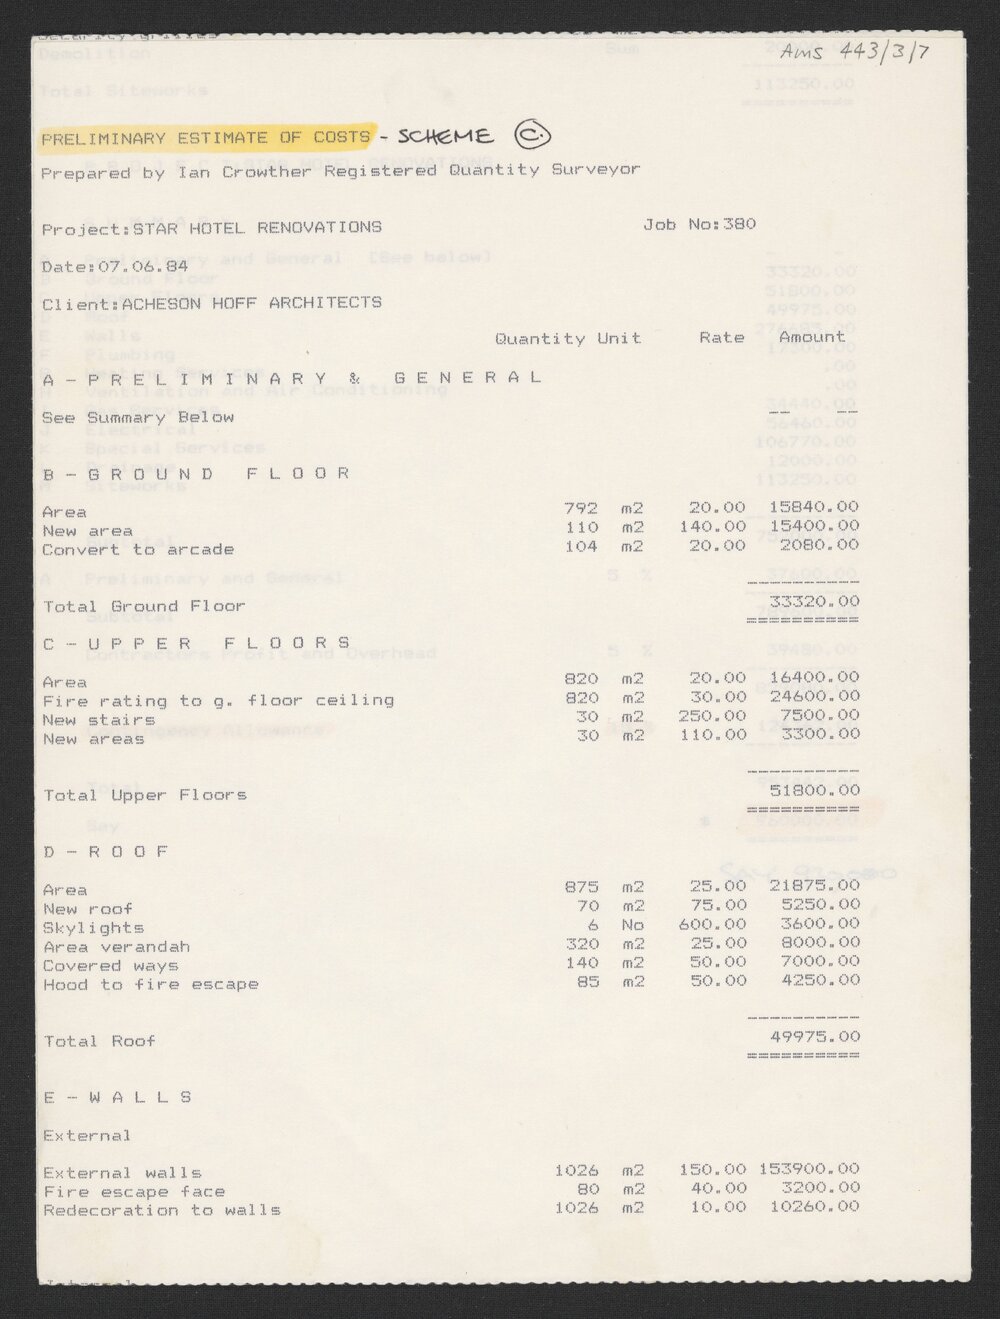 Ams 443/3/7
PRELIMINARY ESTIMATE OF COSTS - SCHEME C.
Prepared by Ian Crowther Registered Quantity Surveyor
Project:STAR HOTEL RENOVATIONS Job No:380
Date:07.06.84
Client:ACHESON HOFF ARCHITECTS
Quantity Unit Rate Amount
A - P R E L I M I N A R Y & G E N E R A L
See Summary Below -- --
B - G R O U N D F L O O R
Area 792 m2 20.00 15840.00
New area 110 m2 140.00 15400.00
Convert to arcade 104 m2 20.00 2080.00
----------
Total Ground Floor 33320.00
==========
C - U P P E R F L O O R S
Area 820 m2 20.00 16400.00
Fire rating to g. floor ceiling 820 m2 30.00 24600.00
New stairs 30 m2 250.00 7500.00
New areas 30 m2 110.00 3300.00
----------
Total Upper Floors 51800.00
==========
D - R O O F
Area 875 m2 25.00 21875.00
New roof 70 m2 75.00 5250.00
Skylights 6 No 600.00 3600.00
Area verandah 320 m2 25.00 8000.00
Covered ways 140 m2 50.00 7000.00
Hood to fire escape 85 m2 50.00 4250.00
----------
Total Roof 49975.00
==========
E - W A L L S
External
External walls 1026 m2 150.00 153900.00
Fire escape face 80 m2 40.00 3200.00
Redecoration to walls 1026 m2 10.00 10260.00